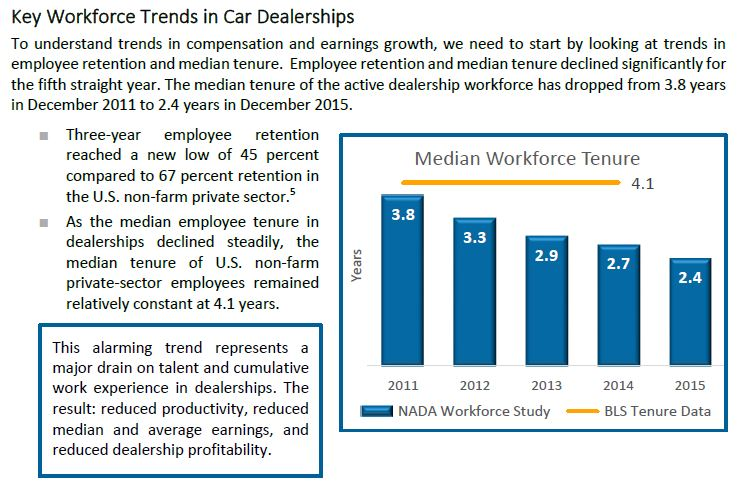 Key Workforce Trends in Car Dealerships
To understand trends in compensation and earnings growth, we need to start by looking at trends in
employee retention and median tenure. Employee retention and median tenure declined significantly for
the fifth straight year. The median tenure of the active dealership workforce has dropped from 3.8 years
in December 2011 to 2.4 years in December 2015.
■ Three-year employee retention
reached a new low of 45 percent
compared to 67 percent retention in
the U.S. non-farm private sector.⁵
■ As the median employee tenure in
dealerships declined steadily, the
median tenure of U.S. non-farm
private-sector employees remained
relatively constant at 4.1 years.
This alarming trend represents a
major drain on talent and cumulative
work experience in dealerships. The
result: reduced productivity, reduced
median and average earnings, and
reduced dealership profitability.
Median Workforce Tenure
4.1
3.8
3.3
2.9
2.7
2.4
Years
2011 2012 2013 2014 2015
NADA Workforce Study BLS Tenure Data